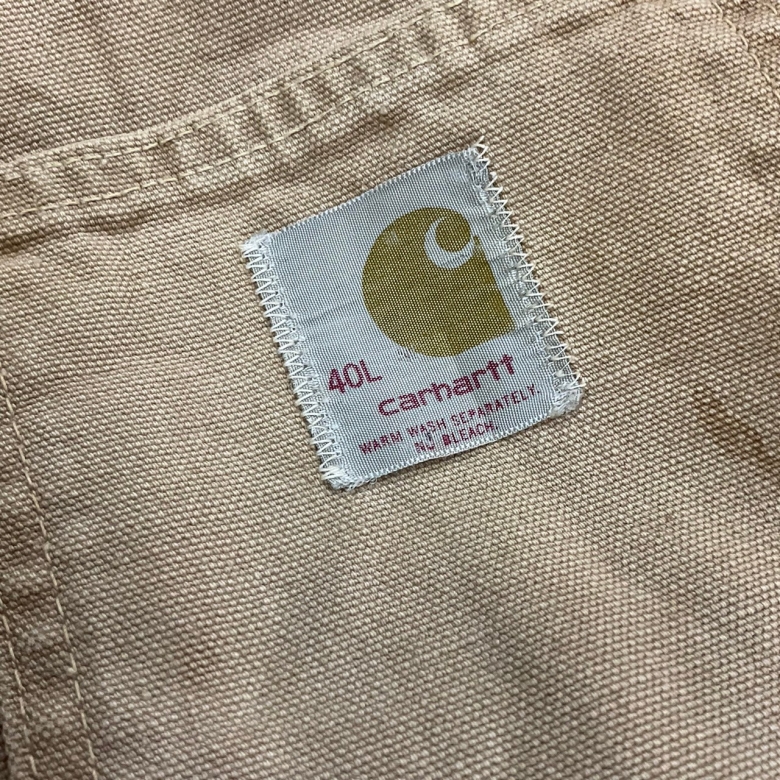 40L
carhartt
WARM WASH SEPARATELY.
NO BLEACH.